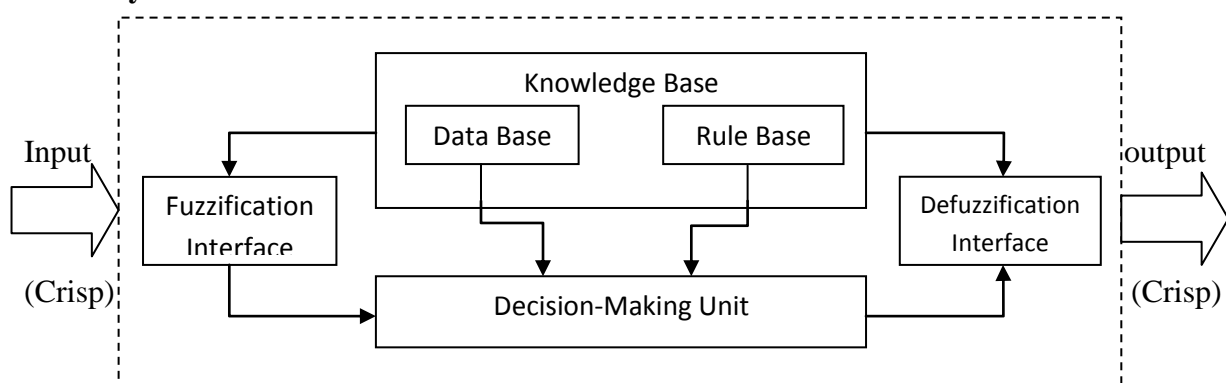 Knowledge Base
Data Base
Rule Base
Input
output
Fuzzification
Interface
Defuzzification
Interface
(Crisp)
(Crisp)
Decision-Making Unit